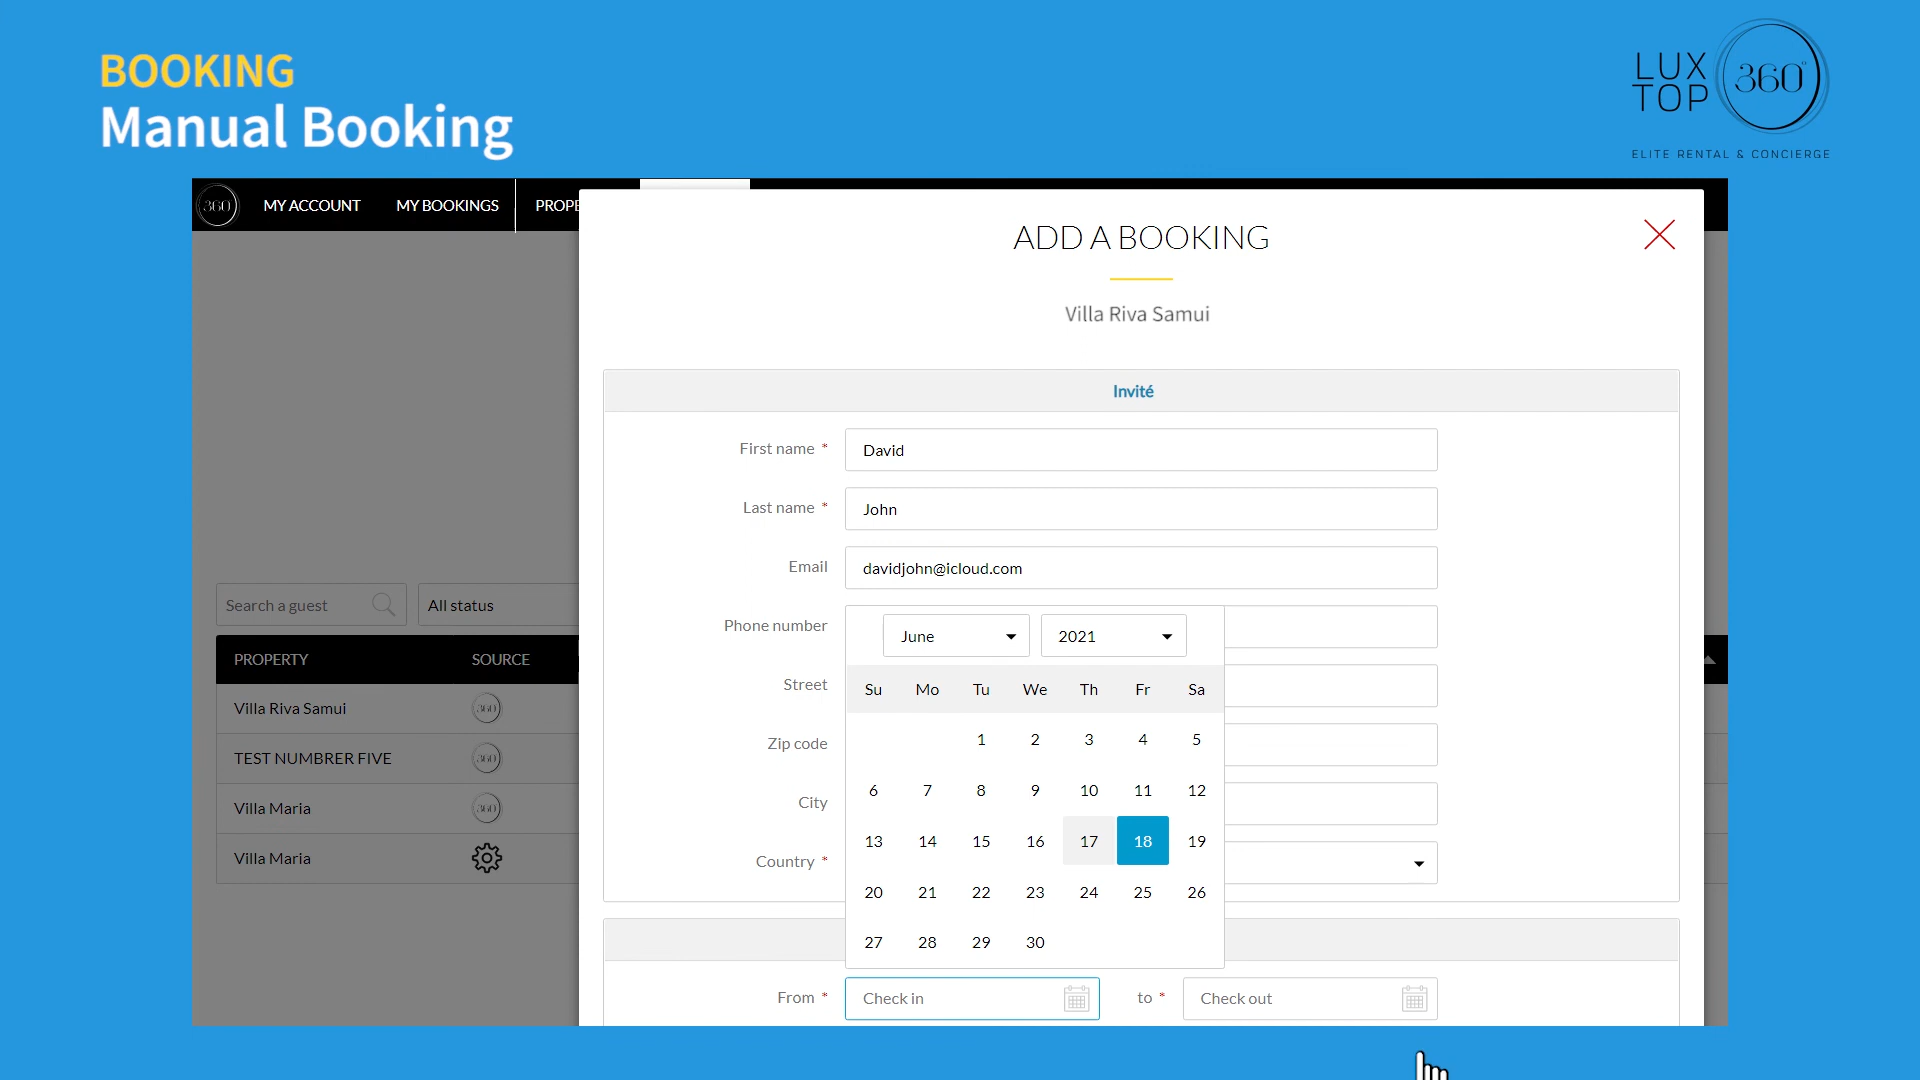 BOOKING
Manual Booking
LUX
TOP
360°
ELITE RENTAL & CONCIERGE
360
MY ACCOUNT
MY BOOKINGS
PROPE
ADD A BOOKING
Villa Riva Samui
Invité
First name *
David
Last name *
John
Email
davidjohn@icloud.com
Phone number
Street
Zip code
City
Country *
June
2021
Su Mo Tu We Th Fr Sa
1 2 3 4 5
6 7 8 9 10 11 12
13 14 15 16 17 18 19
20 21 22 23 24 25 26
27 28 29 30
From *
Check in
to *
Check out
Search a guest
All status
PROPERTY SOURCE
Villa Riva Samui 360
TEST NUMBRER FIVE 360
Villa Maria 360
Villa Maria